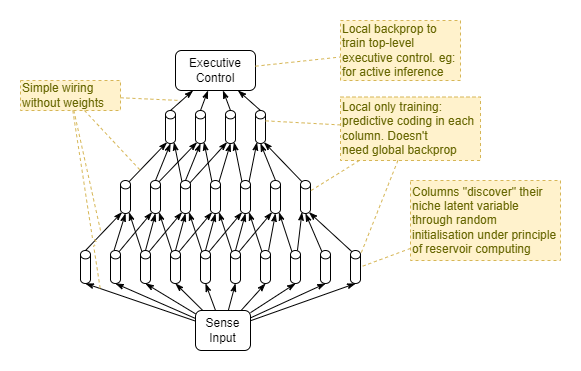 Local backprop to
train top-level
executive control. eg:
for active inference
Executive
Control
Simple wiring
without weights
Local only training:
predictive coding in each
column. Doesn't
need global backprop
Columns "discover" their
niche latent variable
through random
initialisation under principle
of reservoir computing
Sense
Input